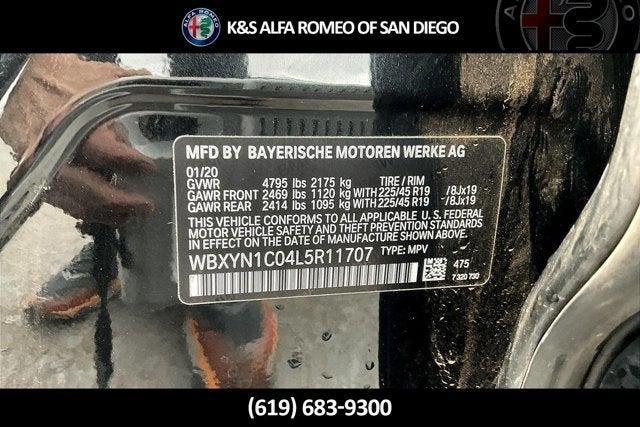 K&S ALFA ROMEO OF SAN DIEGO
MFD BY BAYERISCHE MOTOREN WERKE AG
01/20
GVWR 4795 lbs 2175 kg TIRE / RIM
GAWR FRONT 2469 lbs 1120 kg WITH 225/45 R19 /8Jx19
GAWR REAR 2414 lbs 1095 kg WITH 225/45 R19 /8Jx19
THIS VEHICLE CONFORMS TO ALL APPLICABLE U.S. FEDERAL
MOTOR VEHICLE SAFETY AND THEFT PREVENTION STANDARDS
IN EFFECT ON THE DATE OF MANUFACTURE SHOWN ABOVE.
WBXYN1C04L5R11707 TYPE: MPV
475
7 320 730
(619) 683-9300